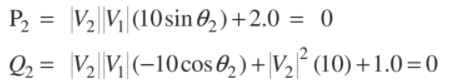 P₂ = |V₂||V₁|(10 sin θ₂) + 2.0 = 0
Q₂ = |V₂||V₁|(-10 cos θ₂) + |V₂|² (10) + 1.0 = 0